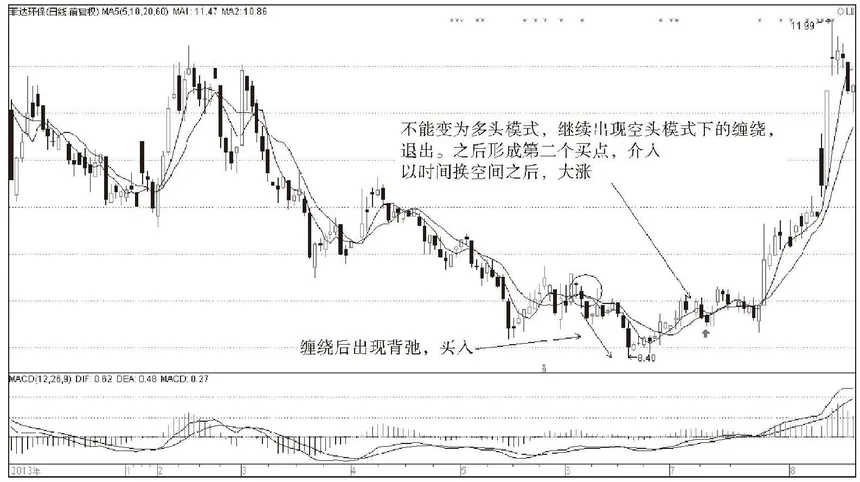 菲达环保(日线 前复权) MA5(5,10,20,60) MA1: 11.47 MA2: 10.86
11.99
不能变为多头模式，继续出现空头模式下的缠绕，
退出。之后形成第二个买点，介入
以时间换空间之后，大涨
缠绕后出现背弛，买入
8.40
MACD(12,26,9) DIF: 0.62 DEA: 0.48 MACD: 0.27
2013年 1 2 3 4 5 6 7 8